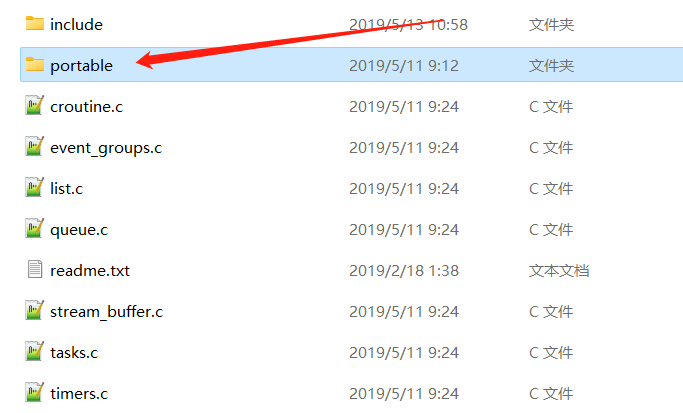 include 2019/5/13 10:58 文件夹
portable 2019/5/11 9:12 文件夹
croutine.c 2019/5/11 9:24 C 文件
event_groups.c 2019/5/11 9:24 C 文件
list.c 2019/5/11 9:24 C 文件
queue.c 2019/5/11 9:24 C 文件
readme.txt 2019/2/18 1:38 文本文档
stream_buffer.c 2019/5/11 9:24 C 文件
tasks.c 2019/5/11 9:24 C 文件
timers.c 2019/5/11 9:24 C 文件